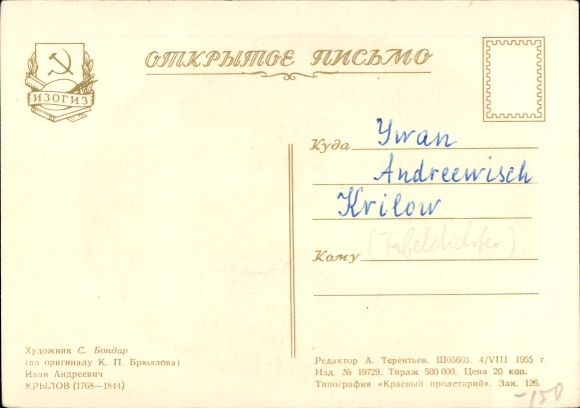 ИЗОГИЗ
ОТКРЫТОЕ ПИСЬМО
Куда Ywan
Andreewisch
Krilow
(Fabeldichter)
Кому
Художник С. Бондар
(по оригиналу К. П. Брюллова)
Иван Андреевич
КРЫЛОВ (1768—1844)
Редактор А. Терентьев. Ш05603. 4/VIII 1955 г.
Изд. № 19729. Тираж 500 000. Цена 20 коп.
Типография «Красный пролетарий». Зак. 126.
-150